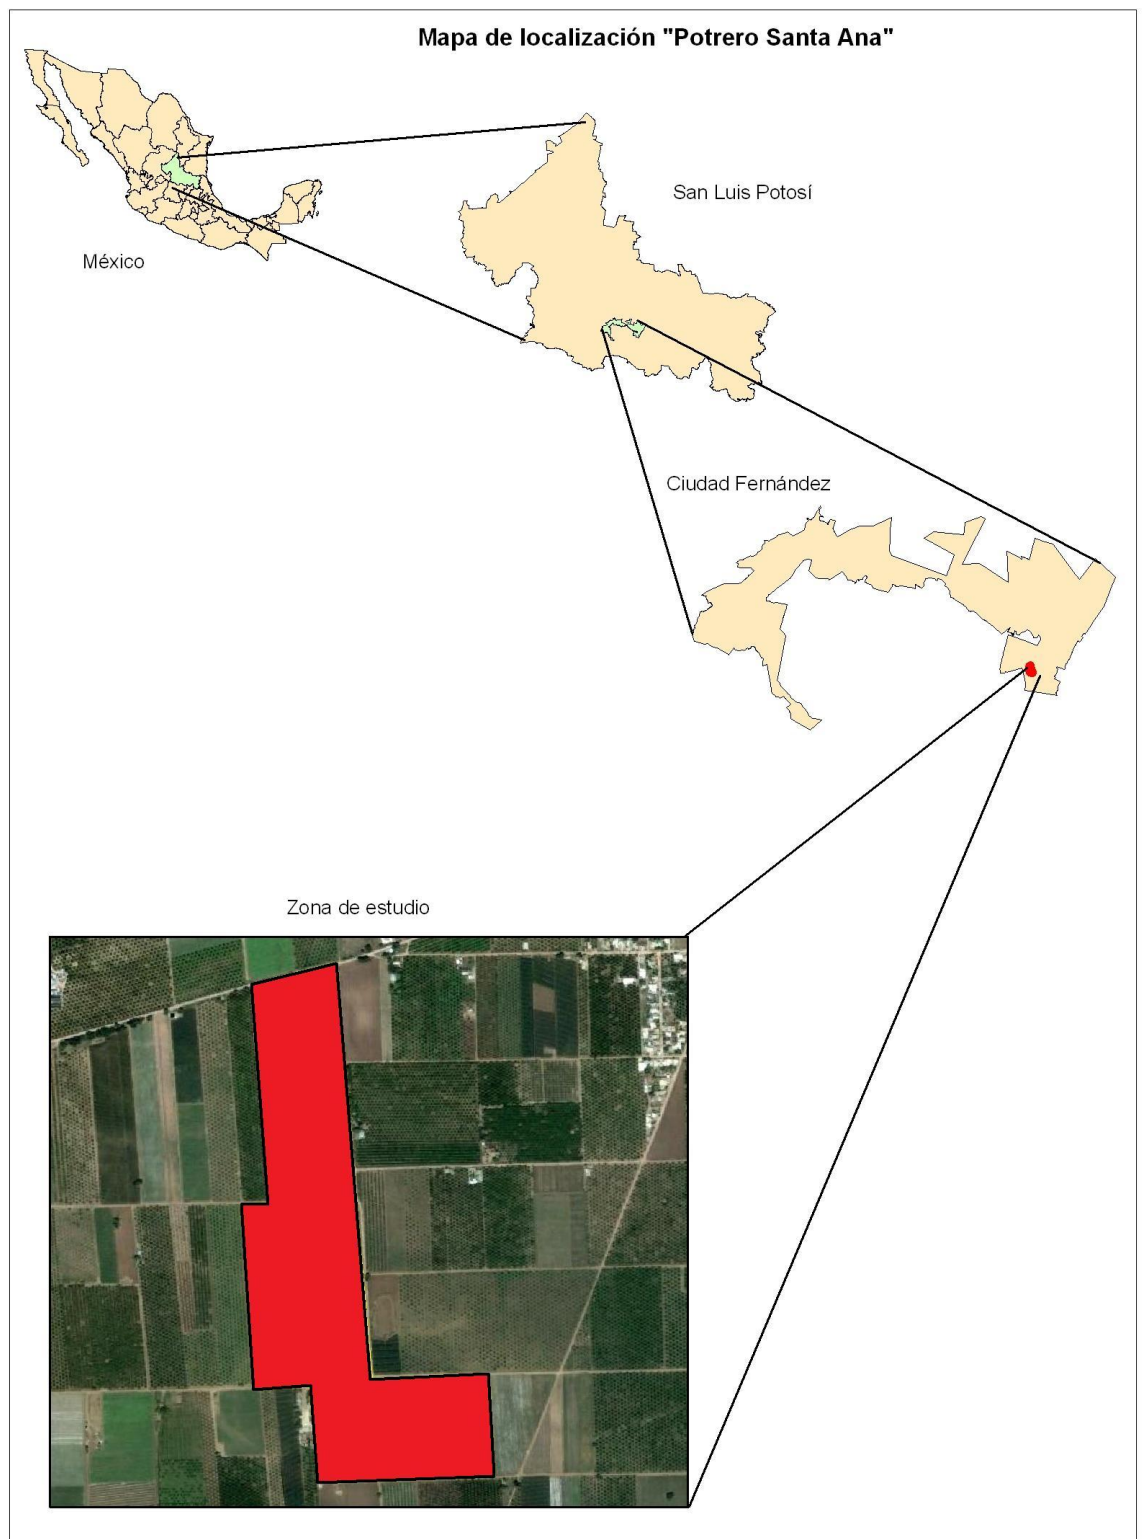 Mapa de localización "Potrero Santa Ana"
San Luis Potosí
México
Ciudad Fernández
Zona de estudio